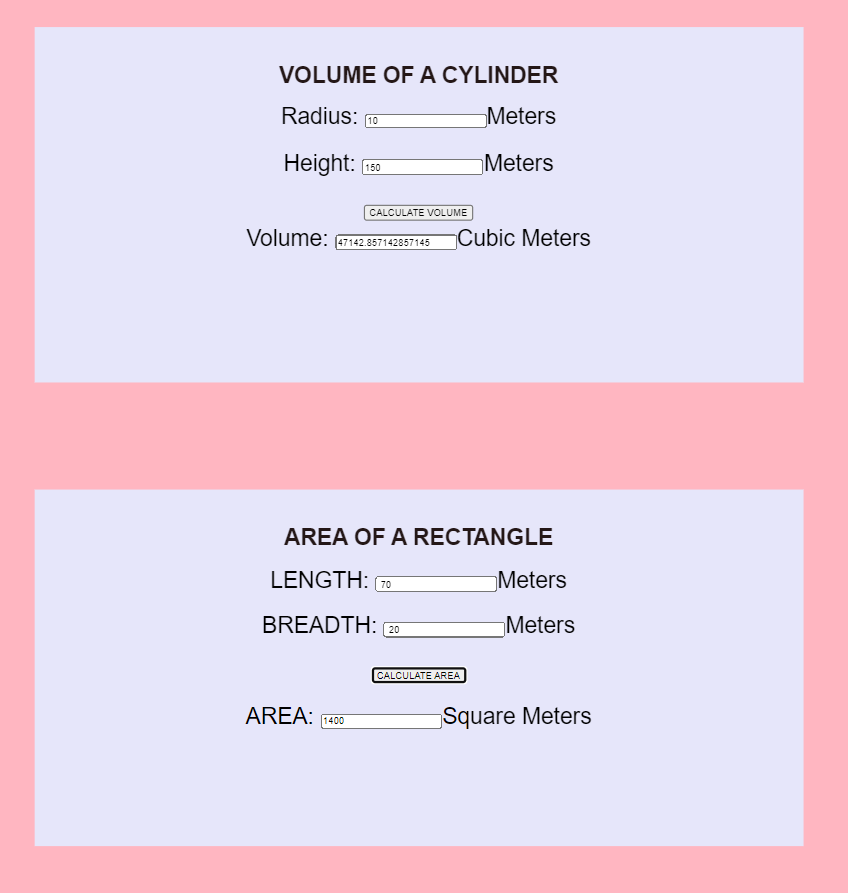 VOLUME OF A CYLINDER
Radius: 10 Meters
Height: 150 Meters
CALCULATE VOLUME
Volume: 47142.857142857145 Cubic Meters
AREA OF A RECTANGLE
LENGTH: 70 Meters
BREADTH: 20 Meters
CALCULATE AREA
AREA: 1400 Square Meters